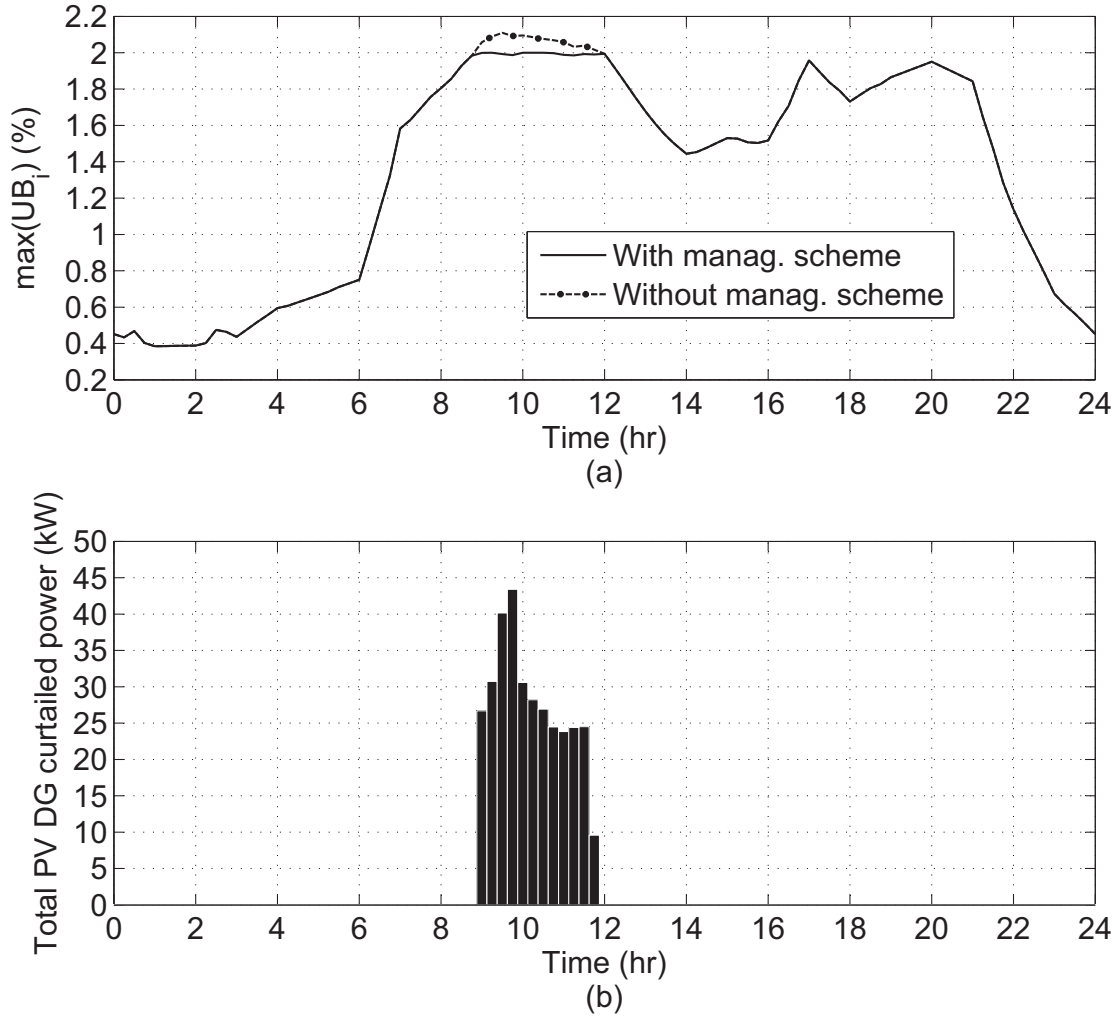 2.2
2
1.8
1.6
1.4
1.2
1
0.8
0.6
0.4
0.2
max(UB_i) (%)
With manag. scheme
Without manag. scheme
0 2 4 6 8 10 12 14 16 18 20 22 24
Time (hr)
(a)
50
45
40
35
30
25
20
15
10
5
0
Total PV DG curtailed power (kW)
0 2 4 6 8 10 12 14 16 18 20 22 24
Time (hr)
(b)